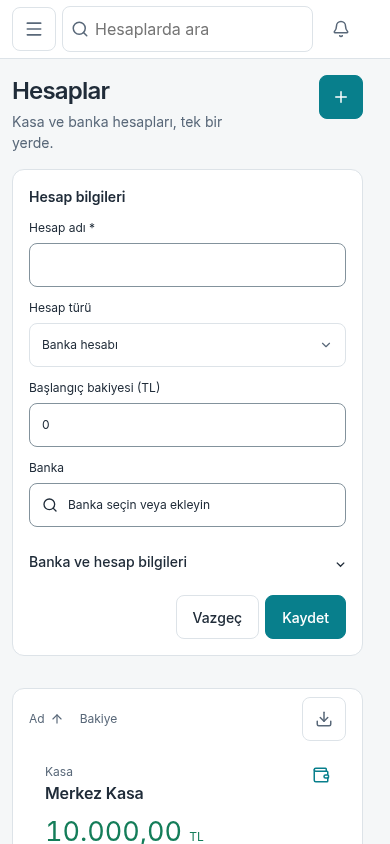 Hesaplarda ara
Hesaplar
Kasa ve banka hesapları, tek bir
yerde.
Hesap bilgileri
Hesap adı *
Hesap türü
Banka hesabı
Başlangıç bakiyesi (TL)
0
Banka
Banka seçin veya ekleyin
Banka ve hesap bilgileri
Vazgeç
Kaydet
Ad
Bakiye
Kasa
Merkez Kasa
10.000,00 TL